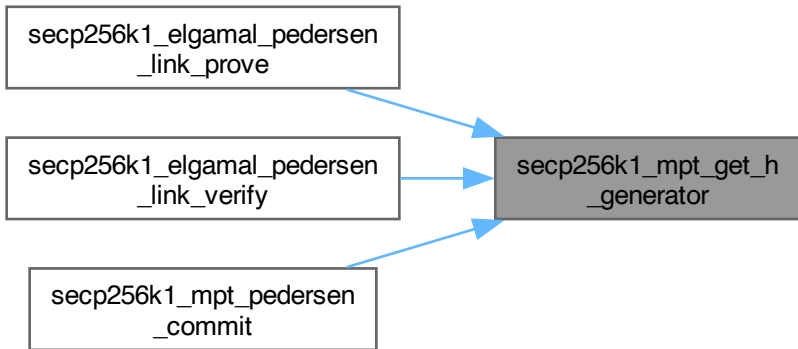 secp256k1_elgamal_pedersen
_link_prove
secp256k1_elgamal_pedersen
_link_verify
secp256k1_mpt_get_h
_generator
secp256k1_mpt_pedersen
_commit